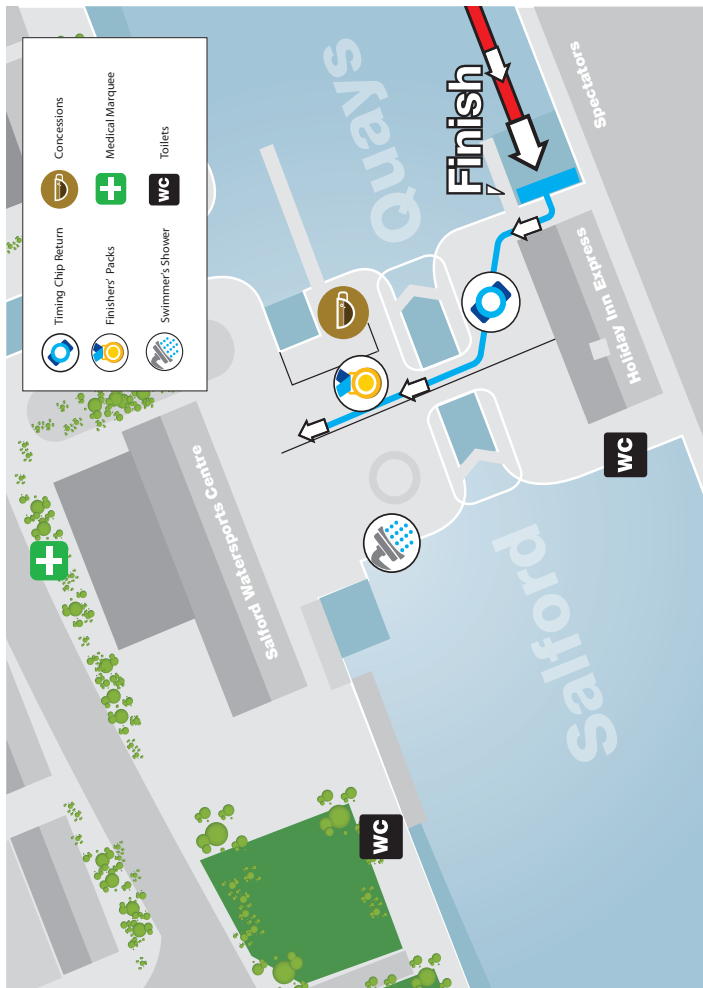 Timing Chip Return
Concessions
Finishers' Packs
Medical Marquee
Swimmer's Shower
WC
Toilets
Salford Watersports Centre
Salford
Quays
Finish
Spectators
Holiday Inn Express
WC
WC